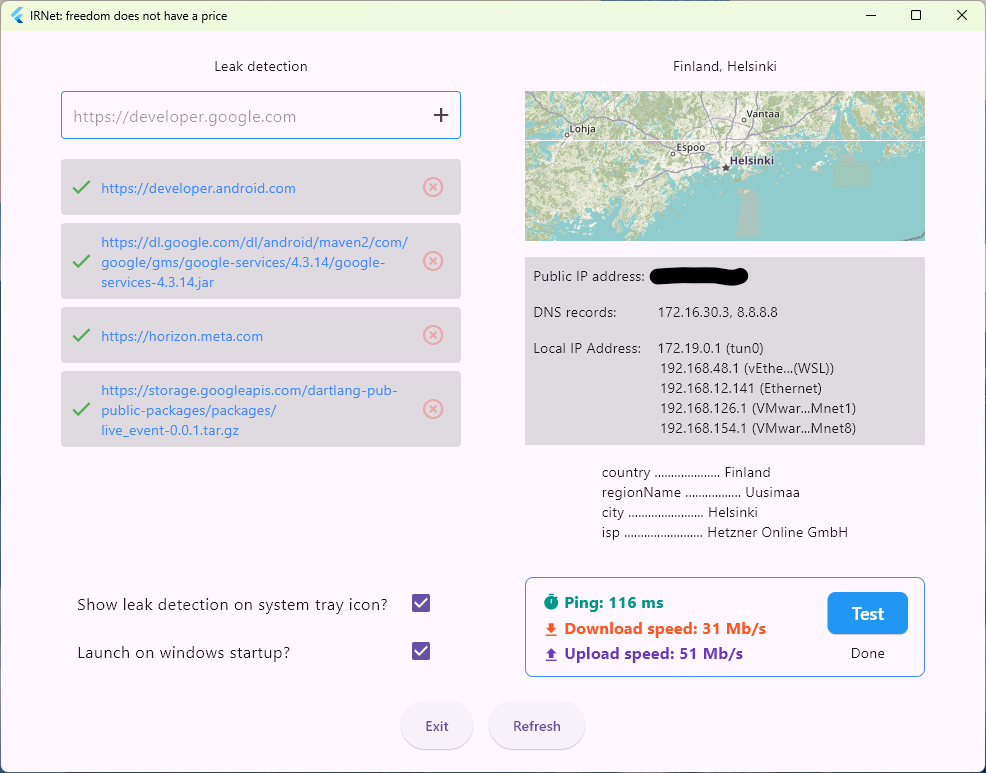 IRNet: freedom does not have a price
Leak detection
https://developer.google.com
https://developer.android.com
https://dl.google.com/dl/android/maven2/com/
google/gms/google-services/4.3.14/google-
services-4.3.14.jar
https://horizon.meta.com
https://storage.googleapis.com/dartlang-pub-
public-packages/packages/
live_event-0.0.1.tar.gz
Show leak detection on system tray icon?
Launch on windows startup?
Finland, Helsinki
Vantaa
Lohja
Espoo
Helsinki
Public IP address:
DNS records: 172.16.30.3, 8.8.8.8
Local IP Address: 172.19.0.1 (tun0)
192.168.48.1 (vEthe...(WSL))
192.168.12.141 (Ethernet)
192.168.126.1 (VMwar...Mnet1)
192.168.154.1 (VMwar...Mnet8)
country .................... Finland
regionName ................. Uusimaa
city ....................... Helsinki
isp ........................ Hetzner Online GmbH
Ping: 116 ms
Download speed: 31 Mb/s
Upload speed: 51 Mb/s
Test
Done
Exit
Refresh